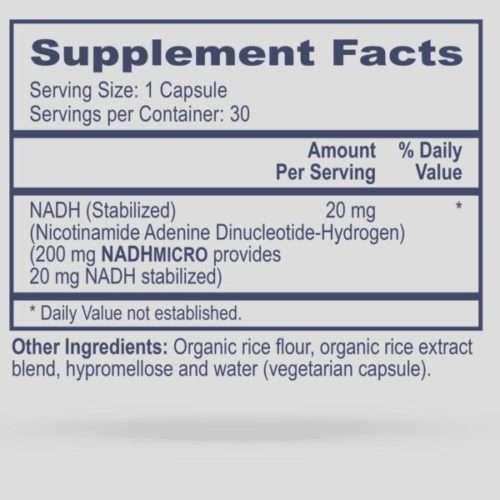 Supplement Facts
Serving Size: 1 Capsule
Servings per Container: 30
Amount % Daily
Per Serving Value
NADH (Stabilized) 20 mg *
(Nicotinamide Adenine Dinucleotide-Hydrogen)
(200 mg NADHMICRO provides
20 mg NADH stabilized)
* Daily Value not established.
Other Ingredients: Organic rice flour, organic rice extract
blend, hypromellose and water (vegetarian capsule).